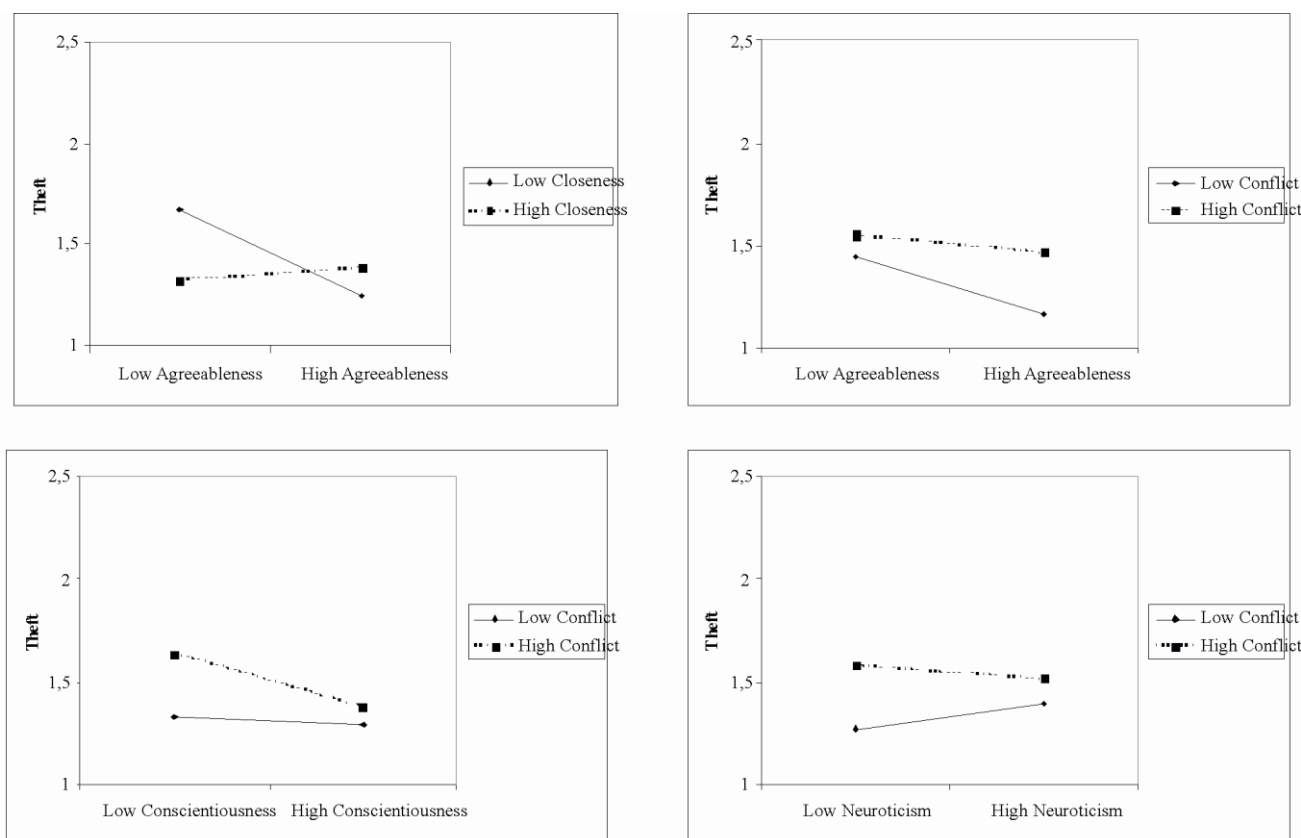 2,5
2
1,5
1
Theft
Low Agreeableness High Agreeableness
Low Closeness
High Closeness
2,5
2
1,5
1
Theft
Low Agreeableness High Agreeableness
Low Conflict
High Conflict
2,5
2
1,5
1
Theft
Low Conscientiousness High Conscientiousness
Low Conflict
High Conflict
2,5
2
1,5
1
Theft
Low Neuroticism High Neuroticism
Low Conflict
High Conflict